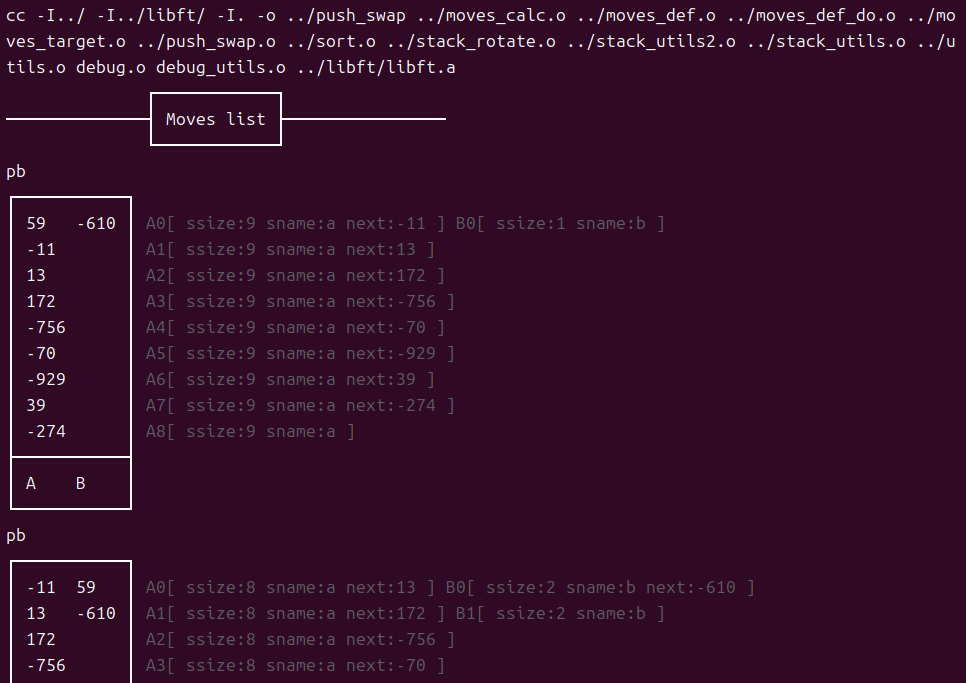 cc -I../ -I../libft/ -I. -o ../push_swap ../moves_calc.o ../moves_def.o ../moves_def_do.o ../mo
ves_target.o ../push_swap.o ../sort.o ../stack_rotate.o ../stack_utils2.o ../stack_utils.o ../u
tils.o debug.o debug_utils.o ../libft/libft.a
Moves list
pb
59 -610 A0[ ssize:9 sname:a next:-11 ] B0[ ssize:1 sname:b ]
-11 A1[ ssize:9 sname:a next:13 ]
13 A2[ ssize:9 sname:a next:172 ]
172 A3[ ssize:9 sname:a next:-756 ]
-756 A4[ ssize:9 sname:a next:-70 ]
-70 A5[ ssize:9 sname:a next:-929 ]
-929 A6[ ssize:9 sname:a next:39 ]
39 A7[ ssize:9 sname:a next:-274 ]
-274 A8[ ssize:9 sname:a ]
A B
pb
-11 59 A0[ ssize:8 sname:a next:13 ] B0[ ssize:2 sname:b next:-610 ]
13 -610 A1[ ssize:8 sname:a next:172 ] B1[ ssize:2 sname:b ]
172 A2[ ssize:8 sname:a next:-756 ]
-756 A3[ ssize:8 sname:a next:-70 ]